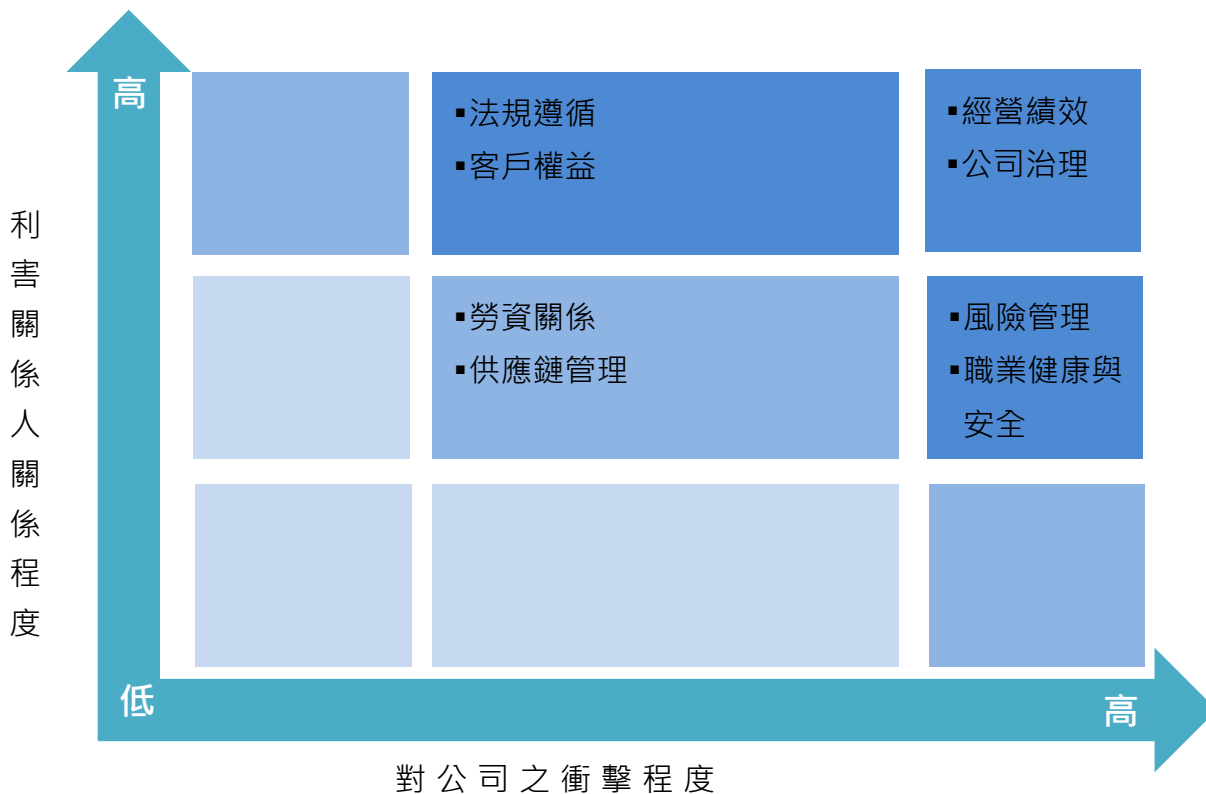 高
▪法規遵循
▪客戶權益
▪經營績效
▪公司治理
利害關係人關係程度
▪勞資關係
▪供應鏈管理
▪風險管理
▪職業健康與
安全
低
高
對公司之衝擊程度